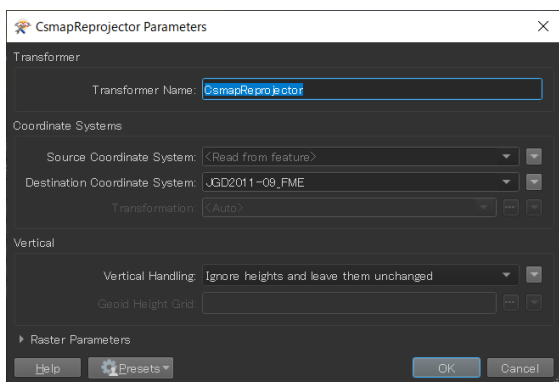 CsmapReprojector Parameters
Transformer
Transformer Name: CsmapReprojector
Coordinate Systems
Source Coordinate System: <Read from feature>
Destination Coordinate System: JGD2011-09_FME
Transformation: <Auto>
Vertical
Vertical Handling: Ignore heights and leave them unchanged
Geoid Height Grid:
Raster Parameters
Help Presets OK Cancel